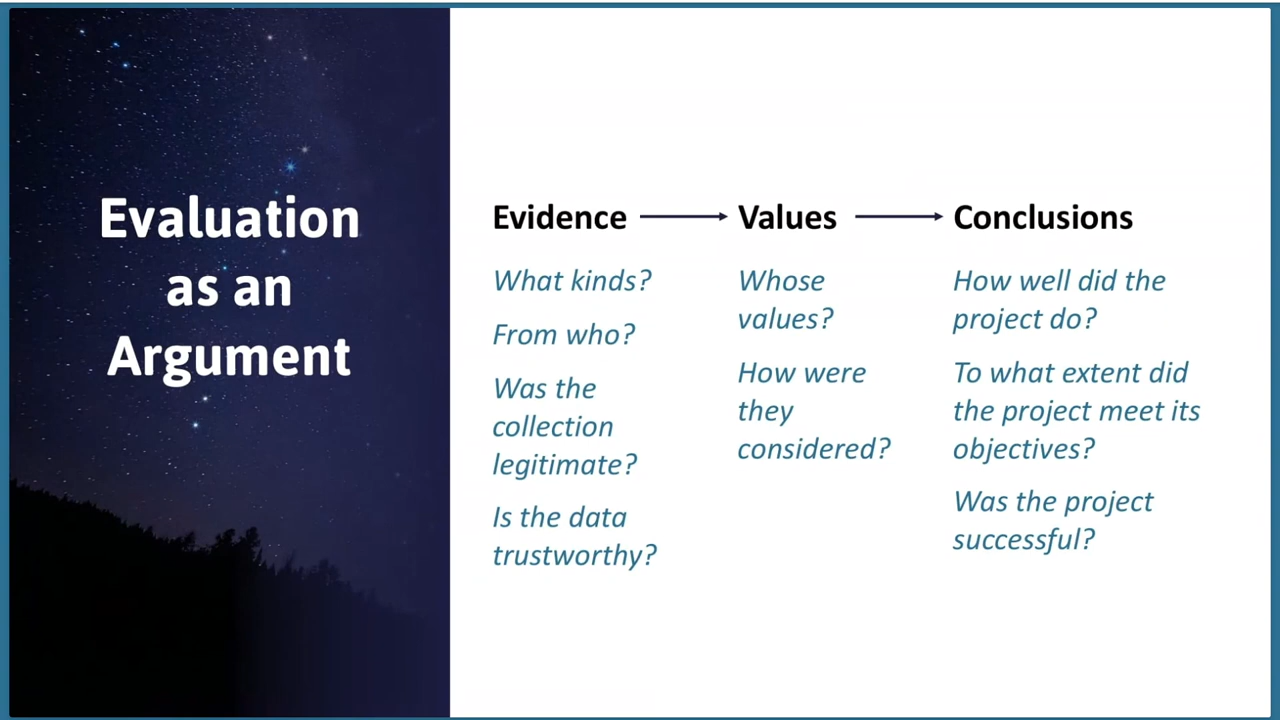 Evaluation
as an
Argument
Evidence
What kinds?
From who?
Was the
collection
legitimate?
Is the data
trustworthy?
Values
Whose
values?
How were
they
considered?
Conclusions
How well did the
project do?
To what extent did
the project meet its
objectives?
Was the project
successful?